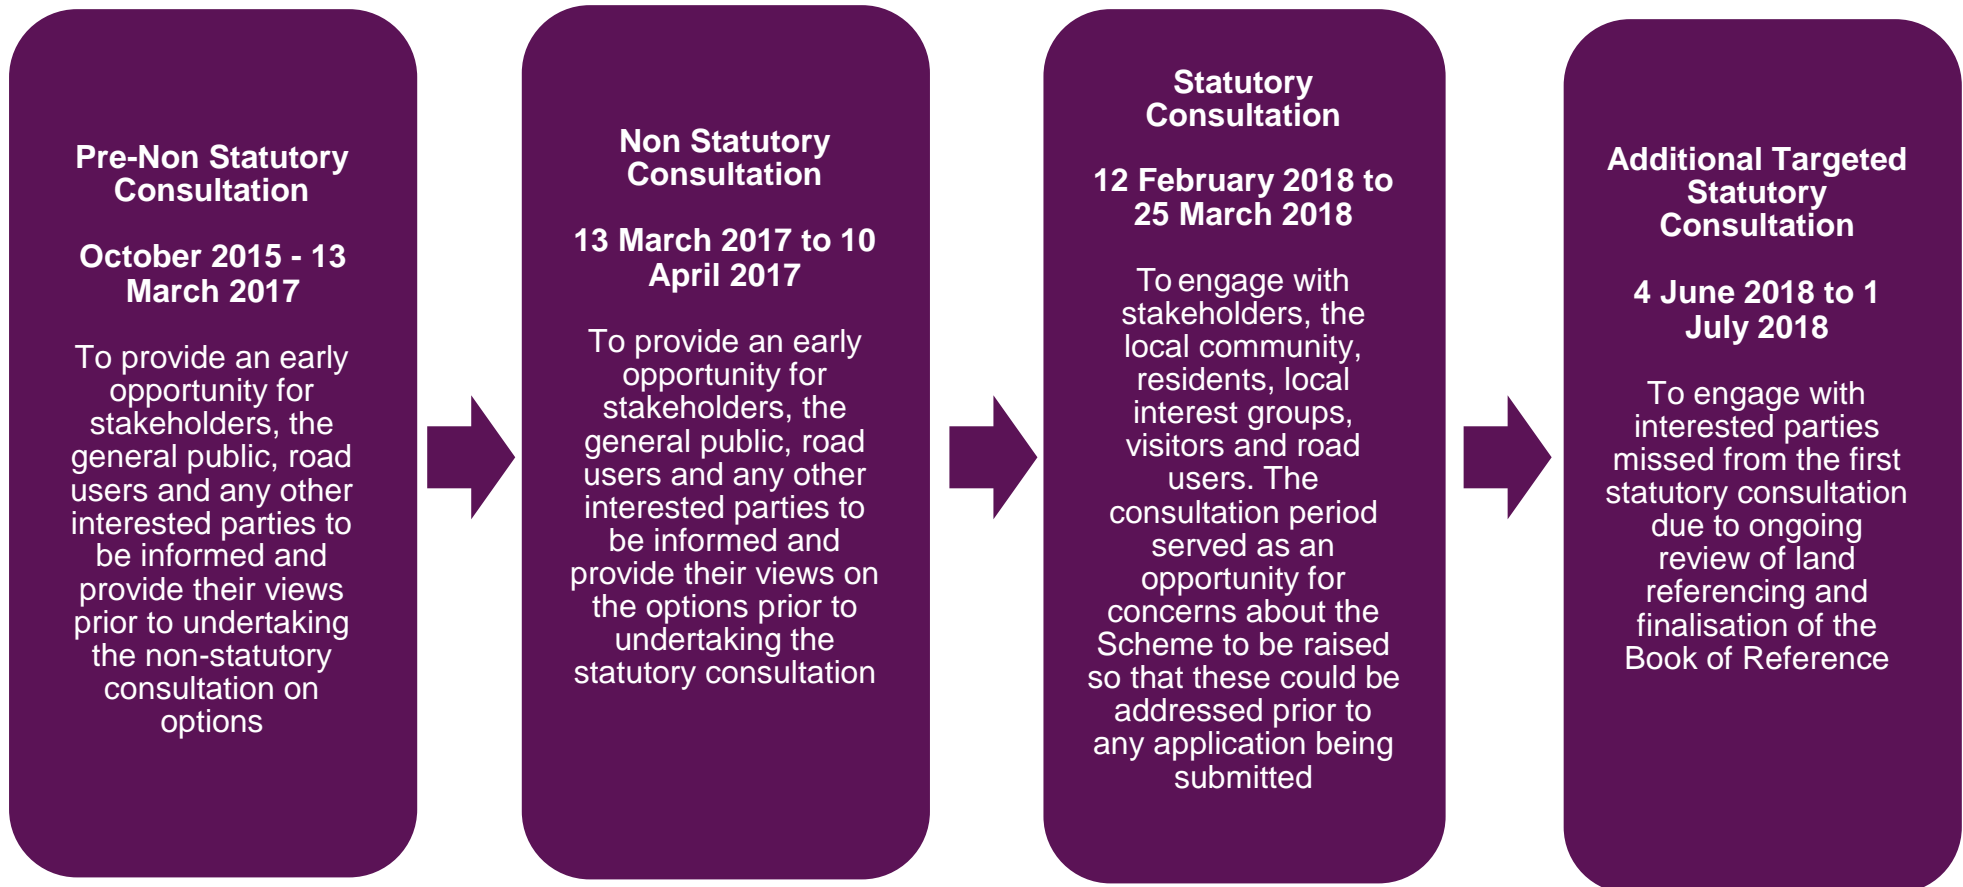 Pre-Non Statutory
Consultation
October 2015 - 13
March 2017
To provide an early
opportunity for
stakeholders, the
general public, road
users and any other
interested parties to
be informed and
provide their views
prior to undertaking
the non-statutory
consultation on
options
Non Statutory
Consultation
13 March 2017 to 10
April 2017
To provide an early
opportunity for
stakeholders, the
general public, road
users and any other
interested parties to
be informed and
provide their views on
the options prior to
undertaking the
statutory consultation
Statutory
Consultation
12 February 2018 to
25 March 2018
To engage with
stakeholders, the
local community,
residents, local
interest groups,
visitors and road
users. The
consultation period
served as an
opportunity for
concerns about the
Scheme to be raised
so that these could be
addressed prior to
any application being
submitted
Additional Targeted
Statutory
Consultation
4 June 2018 to 1
July 2018
To engage with
interested parties
missed from the first
statutory consultation
due to ongoing
review of land
referencing and
finalisation of the
Book of Reference